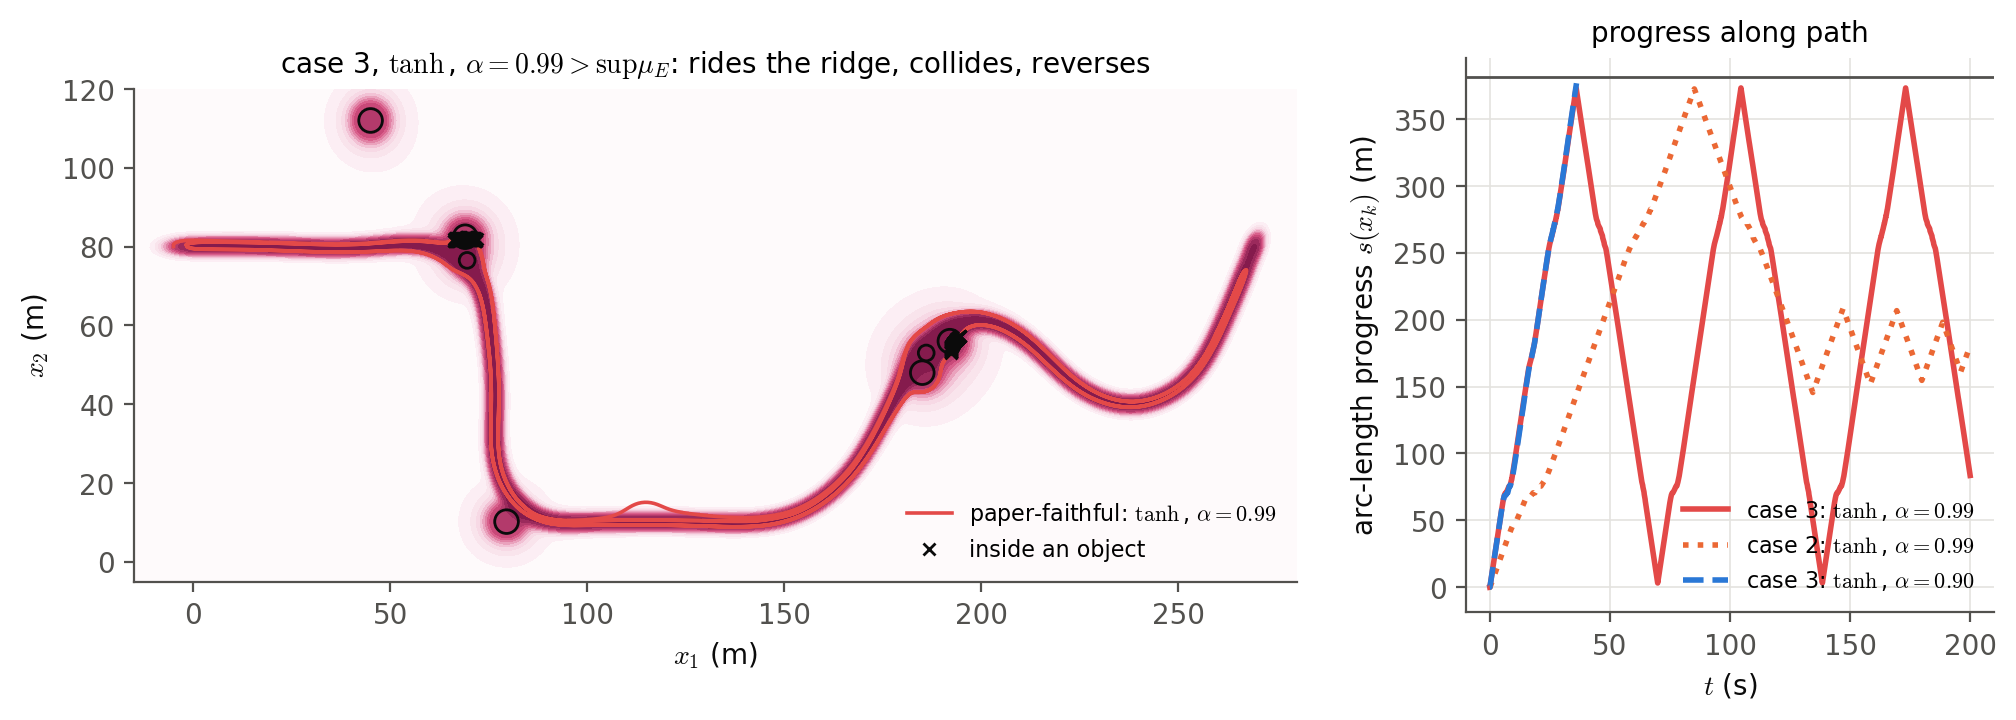 case 3, tanh, α = 0.99 > supμ_E: rides the ridge, collides, reverses
120
100
80
60
40
20
0
x_2 (m)
0
50
100
150
200
250
x_1 (m)
paper-faithful: tanh, α = 0.99
inside an object
progress along path
350
300
250
200
150
100
50
0
arc-length progress s(x_k) (m)
0
50
100
150
200
t (s)
case 3: tanh, α = 0.99
case 2: tanh, α = 0.99
case 3: tanh, α = 0.90